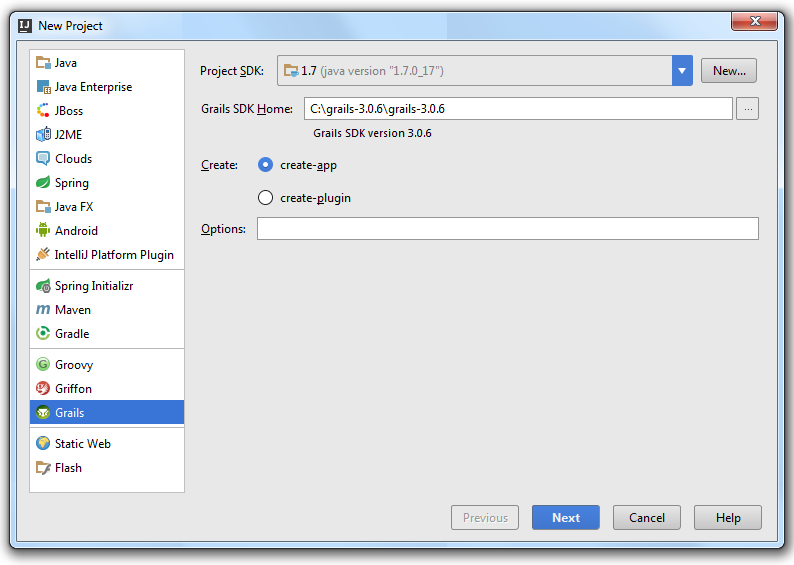 IJ New Project
Java
Java Enterprise
JBoss
J2ME
Clouds
Spring
Java FX
Android
IntelliJ Platform Plugin
Spring Initializr
Maven
Gradle
Groovy
Griffon
Grails
Static Web
Flash
Project SDK: 1.7 (java version "1.7.0_17") New...
Grails SDK Home: C:\grails-3.0.6\grails-3.0.6 ...
Grails SDK version 3.0.6
Create: create-app
create-plugin
Options:
Previous Next Cancel Help